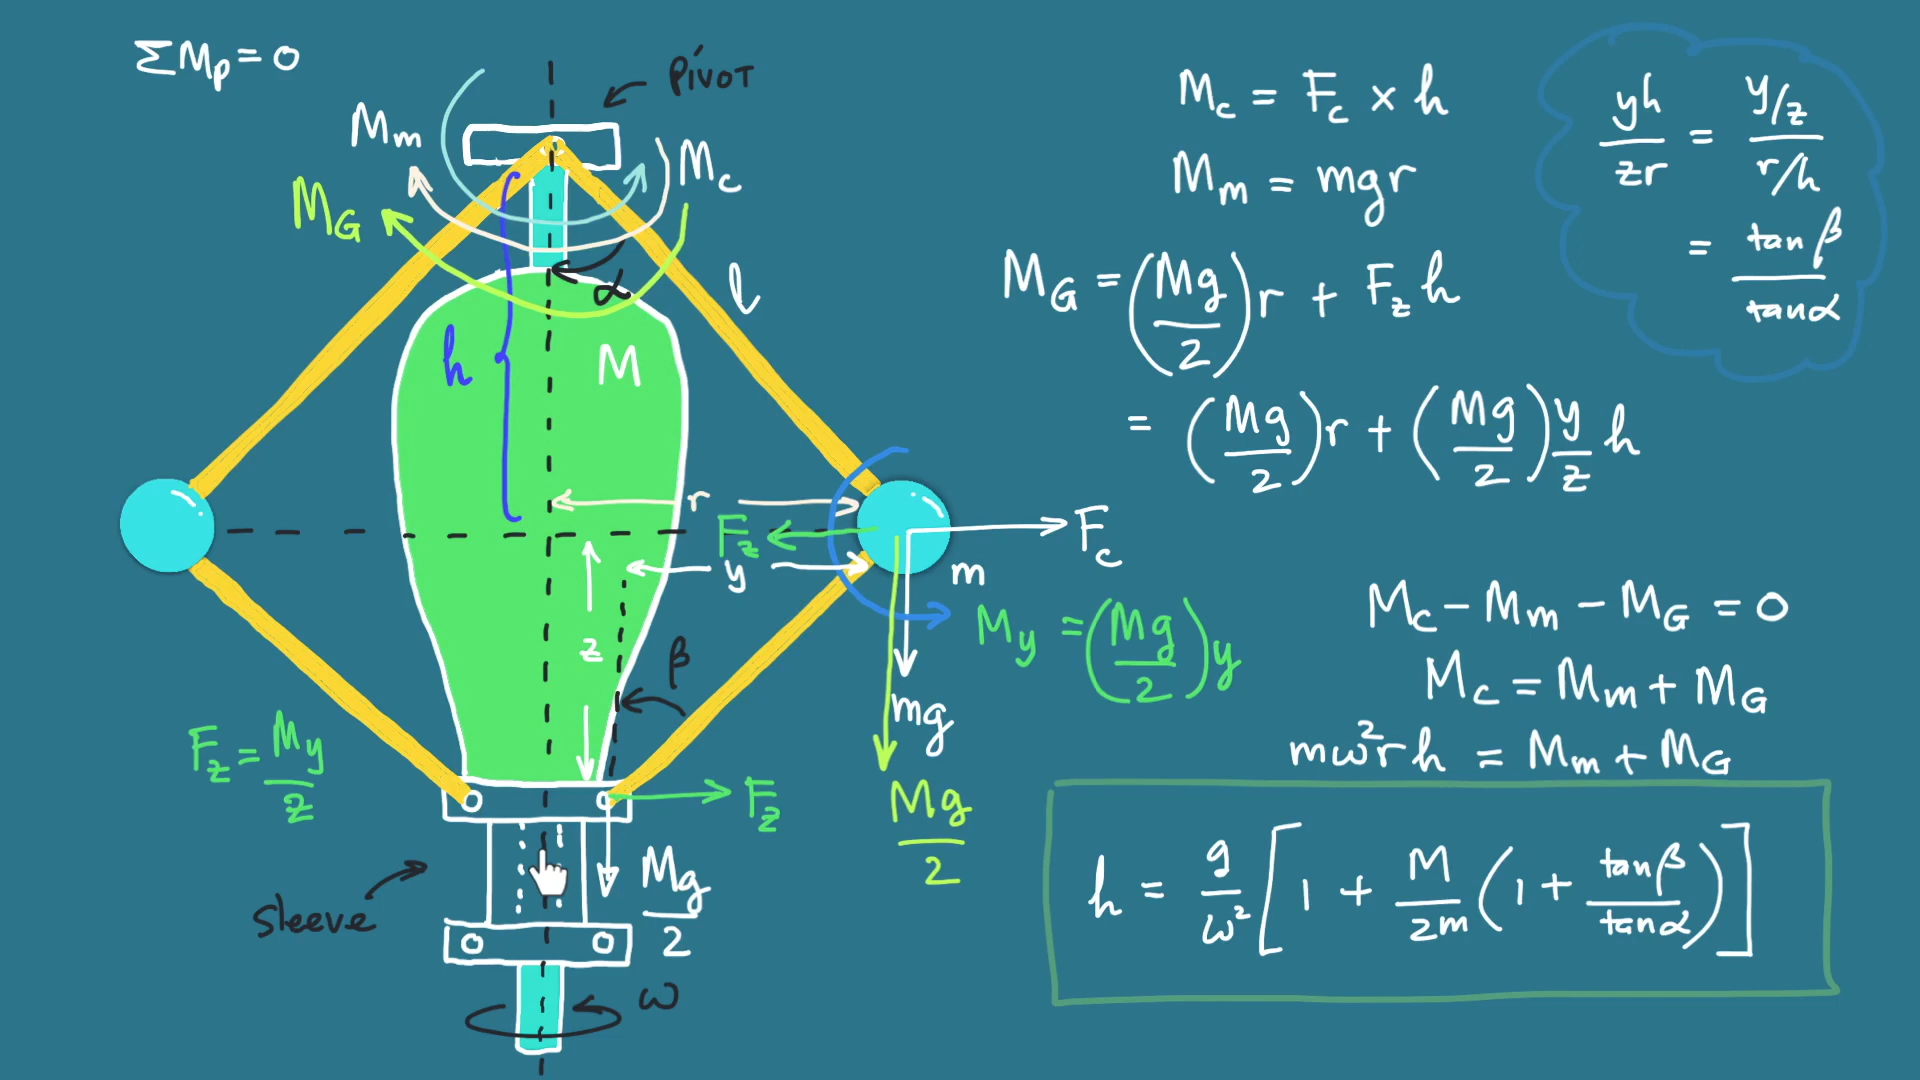 ΣMp = 0
Pivot
Mm
Mc
MG
α
l
h
M
r
Fz
y
Fc
m
z
β
mg
My = (Mg/2)y
Fz = My/z
Fz
Mg/2
Mg/2
Sleeve
ω
Mc = Fc × h
Mm = mgr
MG = (Mg/2)r + Fz h
= (Mg/2)r + (Mg/2) y/z h
yh/zr = (y/z)/(r/h)
= tanβ/tanα
Mc − Mm − MG = 0
Mc = Mm + MG
mω²r h = Mm + MG
h = g/ω² [1 + M/2m (1 + tanβ/tanα)]